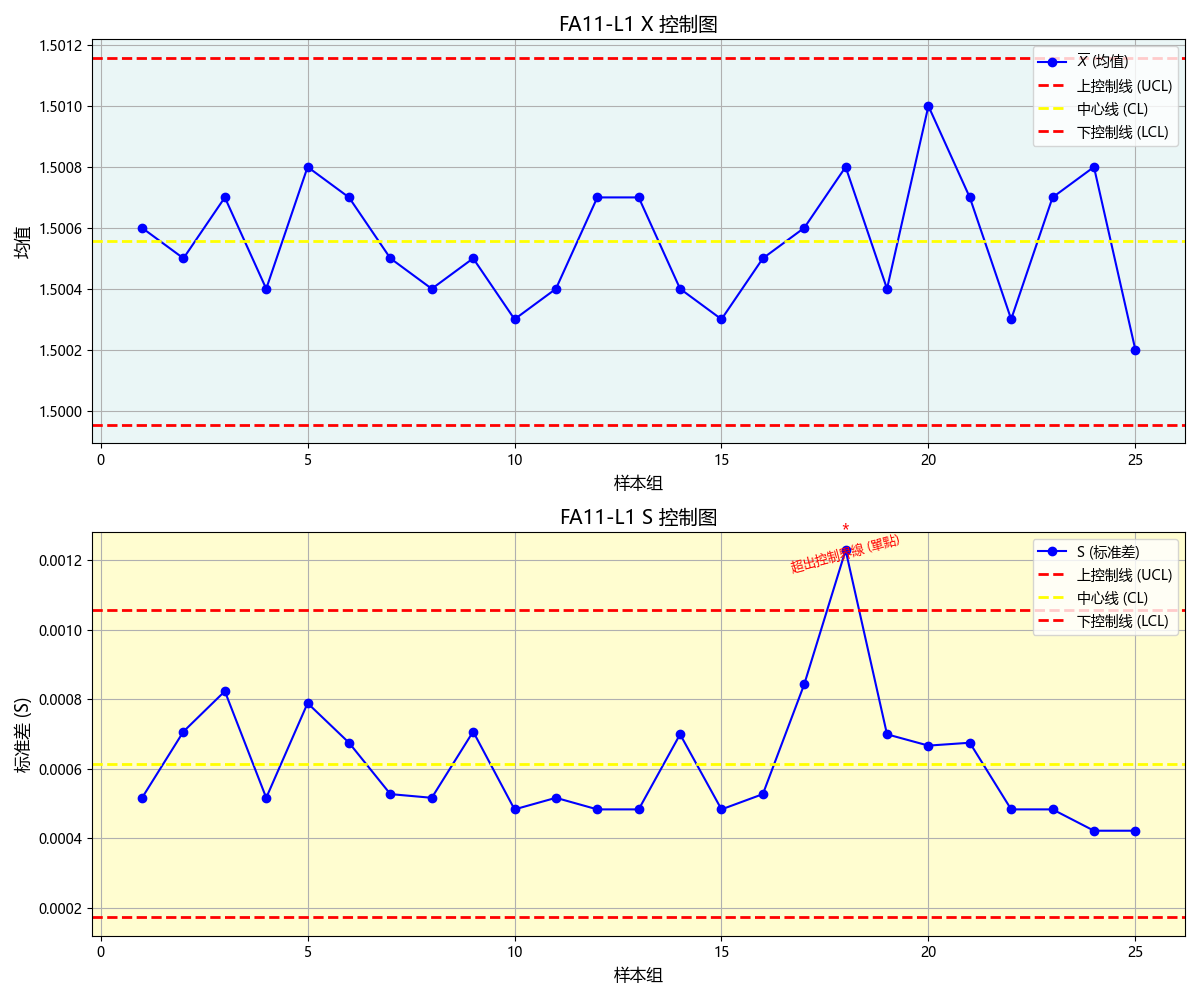 FA11-L1 X 控制图
1.5012
1.5010
1.5008
1.5006
1.5004
1.5002
1.5000
均值
X (均值)
上控制线 (UCL)
中心线 (CL)
下控制线 (LCL)
0 5 10 15 20 25
样本组
FA11-L1 S 控制图
*
超出控制界線 (單點)
0.0012
0.0010
0.0008
0.0006
0.0004
0.0002
标准差 (S)
S (标准差)
上控制线 (UCL)
中心线 (CL)
下控制线 (LCL)
0 5 10 15 20 25
样本组